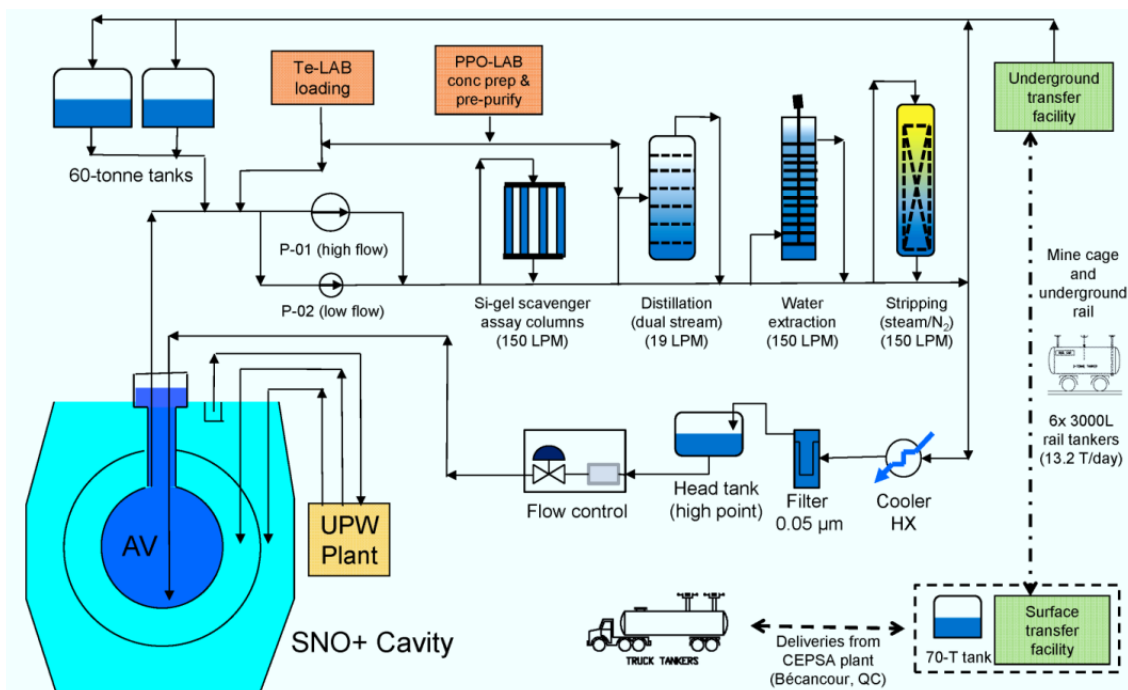 Te-LAB
loading
PPO-LAB
conc prep &
pre-purify
Underground
transfer
facility
60-tonne tanks
P-01 (high flow)
P-02 (low flow)
Si-gel scavenger
assay columns
(150 LPM)
Distillation
(dual stream)
(19 LPM)
Water
extraction
(150 LPM)
Stripping
(steam/N₂)
(150 LPM)
Mine cage
and
underground
rail
6x 3000L
rail tankers
(13.2 T/day)
Flow control
Head tank
(high point)
Filter
0.05 µm
Cooler
HX
AV
UPW
Plant
SNO+ Cavity
TRUCK TANKERS
Deliveries from
CEPSA plant
(Bécancour, QC)
70-T tank
Surface
transfer
facility